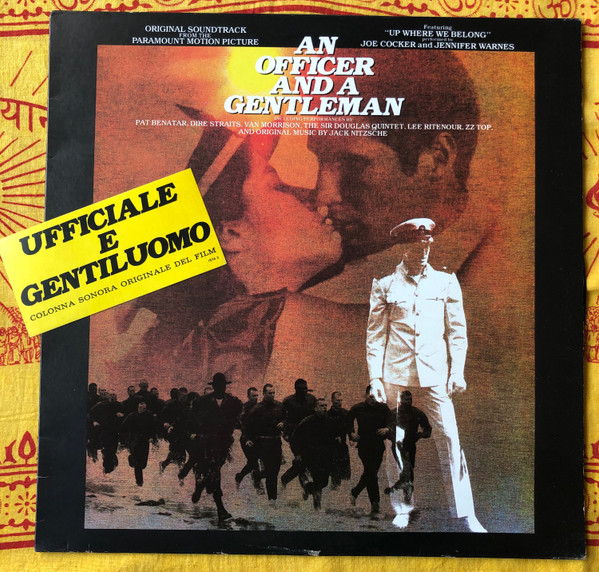 ORIGINAL SOUNDTRACK
FROM THE
PARAMOUNT MOTION PICTURE
Featuring
"UP WHERE WE BELONG"
performed by
JOE COCKER and JENNIFER WARNES
AN
OFFICER
AND A
GENTLEMAN
INCLUDING PERFORMANCES BY
PAT BENATAR, DIRE STRAITS, VAN MORRISON, THE SIR DOUGLAS QUINTET, LEE RITENOUR, ZZ TOP,
AND ORIGINAL MUSIC BY JACK NITZSCHE
UFFICIALE
E
GENTILUOMO
COLONNA SONORA ORIGINALE DEL FILM